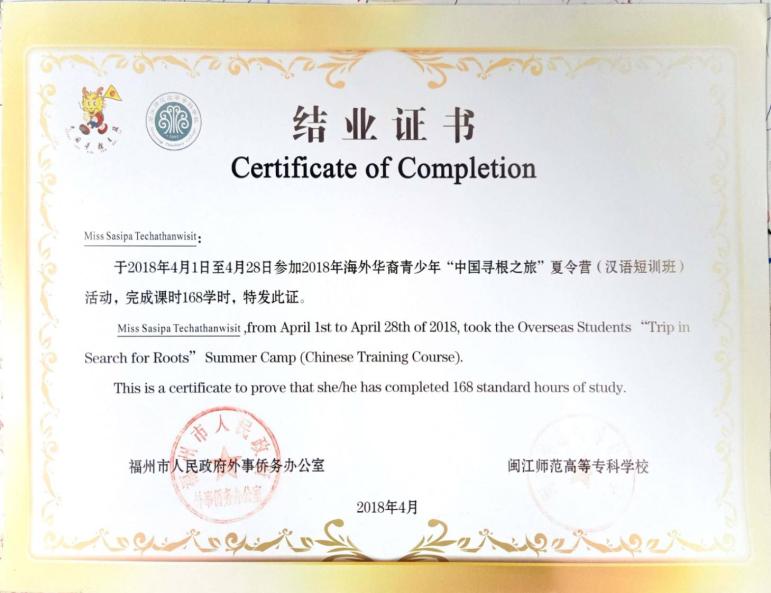 结业证书
Certificate of Completion
Miss Sasipa Techathanwisit:
于2018年4月1日至4月28日参加2018年海外华裔青少年“中国寻根之旅”夏令营（汉语短训班）
活动，完成课时168学时，特发此证。
Miss Sasipa Techathanwisit ,from April 1st to April 28th of 2018, took the Overseas Students “Trip in
Search for Roots” Summer Camp (Chinese Training Course).
This is a certificate to prove that she/he has completed 168 standard hours of study.
福州市人民政府
外事侨务办公室
福州市人民政府外事侨务办公室
闽江师范高等专科学校
2018年4月